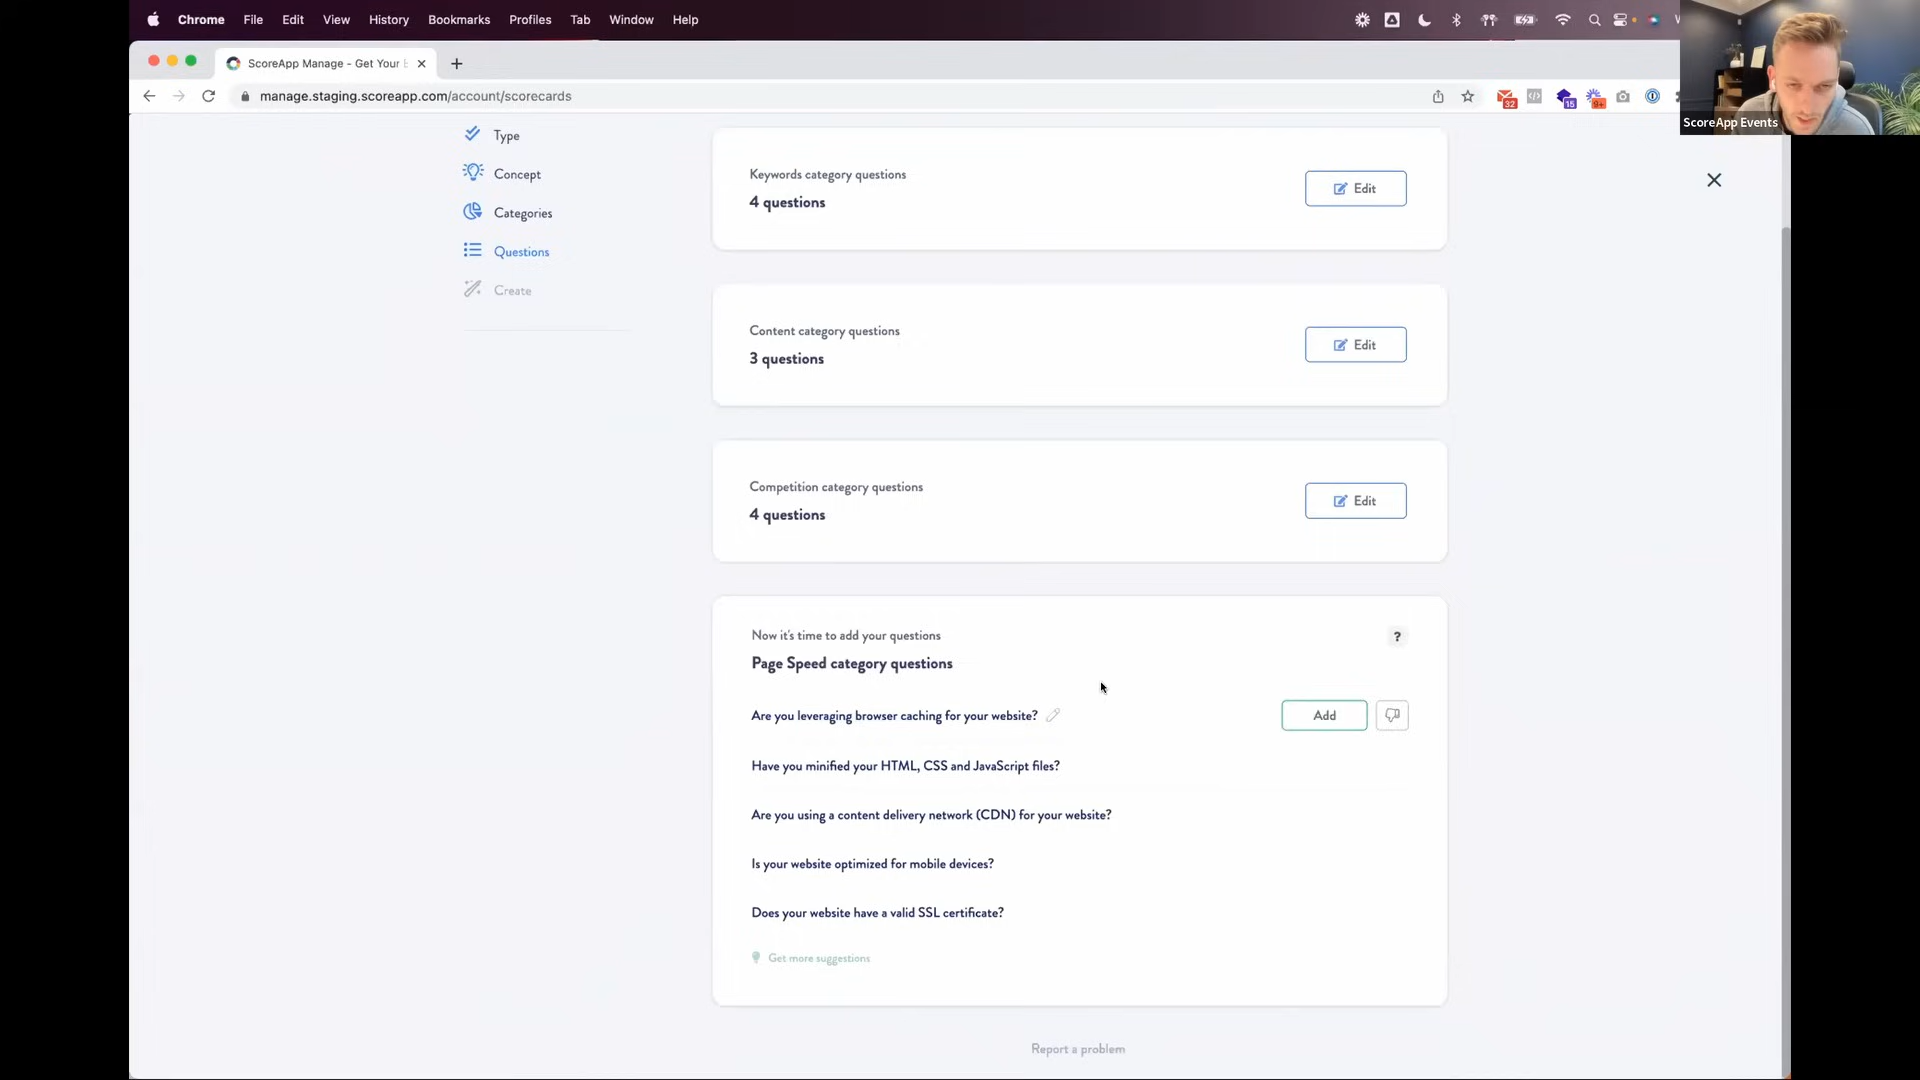 Chrome File Edit View History Bookmarks Profiles Tab Window Help
ScoreApp Manage - Get Your
manage.staging.scoreapp.com/account/scorecards
32
15
9+
ScoreApp Events
Type
Concept
Categories
Questions
Create
Keywords category questions
4 questions
Edit
Content category questions
3 questions
Edit
Competition category questions
4 questions
Edit
Now it's time to add your questions
?
Page Speed category questions
Are you leveraging browser caching for your website?
Add
Have you minified your HTML, CSS and JavaScript files?
Are you using a content delivery network (CDN) for your website?
Is your website optimized for mobile devices?
Does your website have a valid SSL certificate?
Get more suggestions
Report a problem